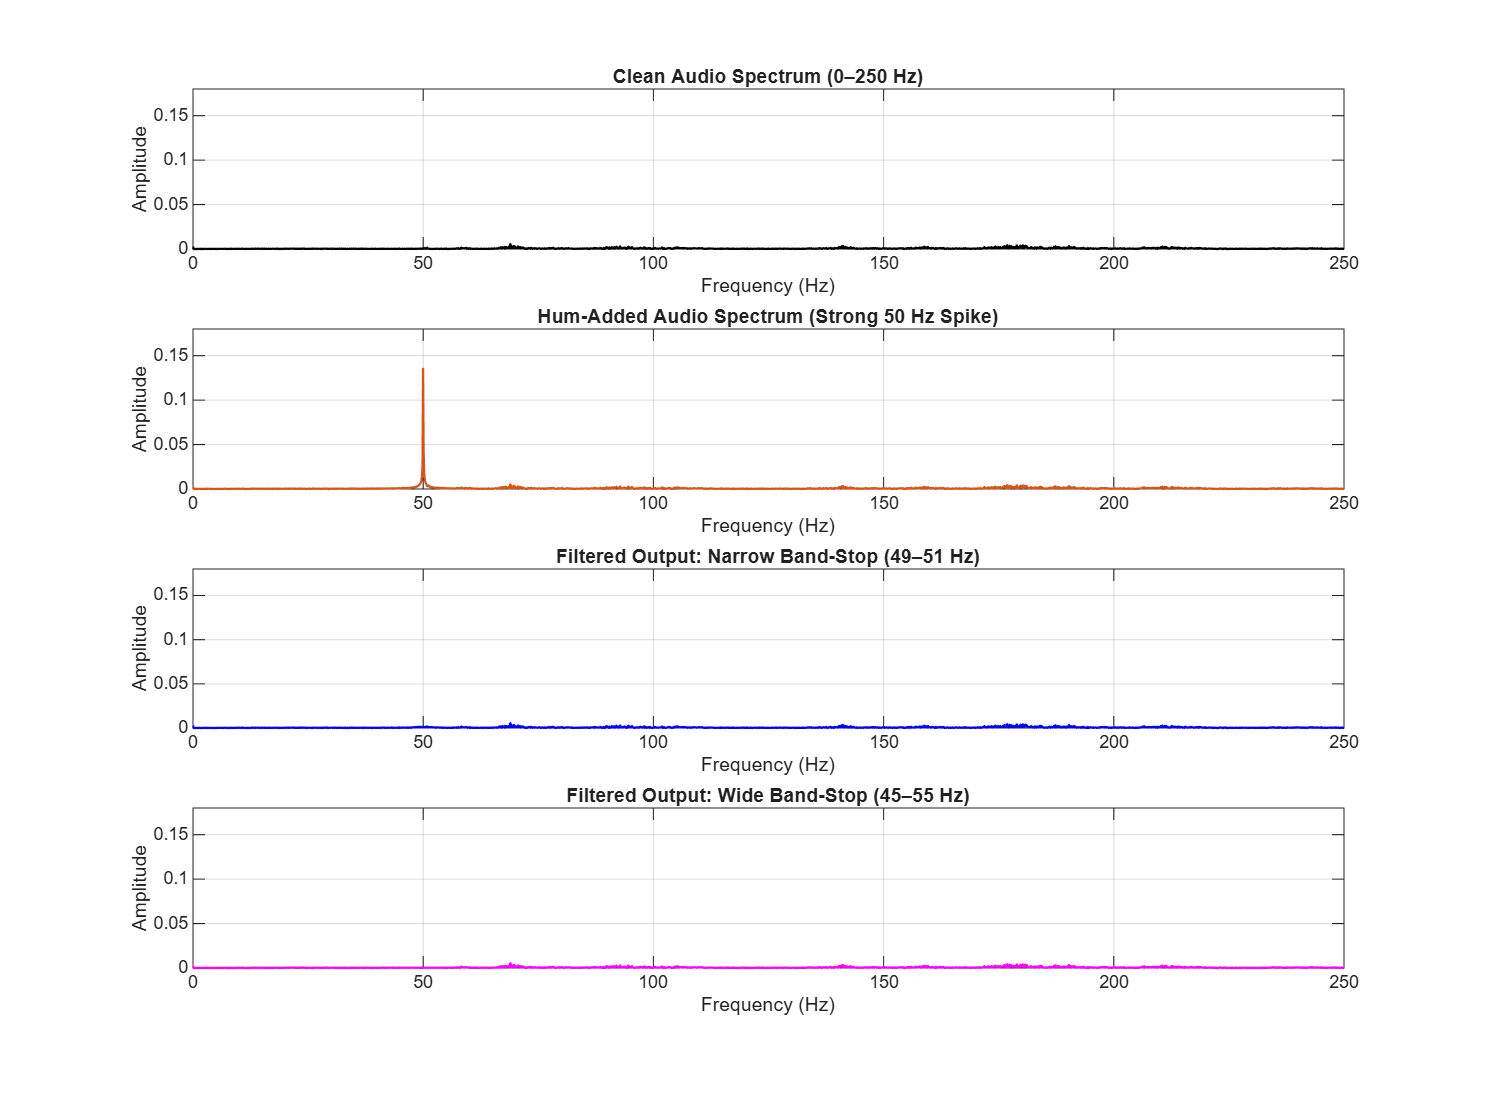 Clean Audio Spectrum (0–250 Hz)
Amplitude
0.15
0.1
0.05
0
0 50 100 150 200 250
Frequency (Hz)
Hum-Added Audio Spectrum (Strong 50 Hz Spike)
Amplitude
0.15
0.1
0.05
0
0 50 100 150 200 250
Frequency (Hz)
Filtered Output: Narrow Band-Stop (49–51 Hz)
Amplitude
0.15
0.1
0.05
0
0 50 100 150 200 250
Frequency (Hz)
Filtered Output: Wide Band-Stop (45–55 Hz)
Amplitude
0.15
0.1
0.05
0
0 50 100 150 200 250
Frequency (Hz)